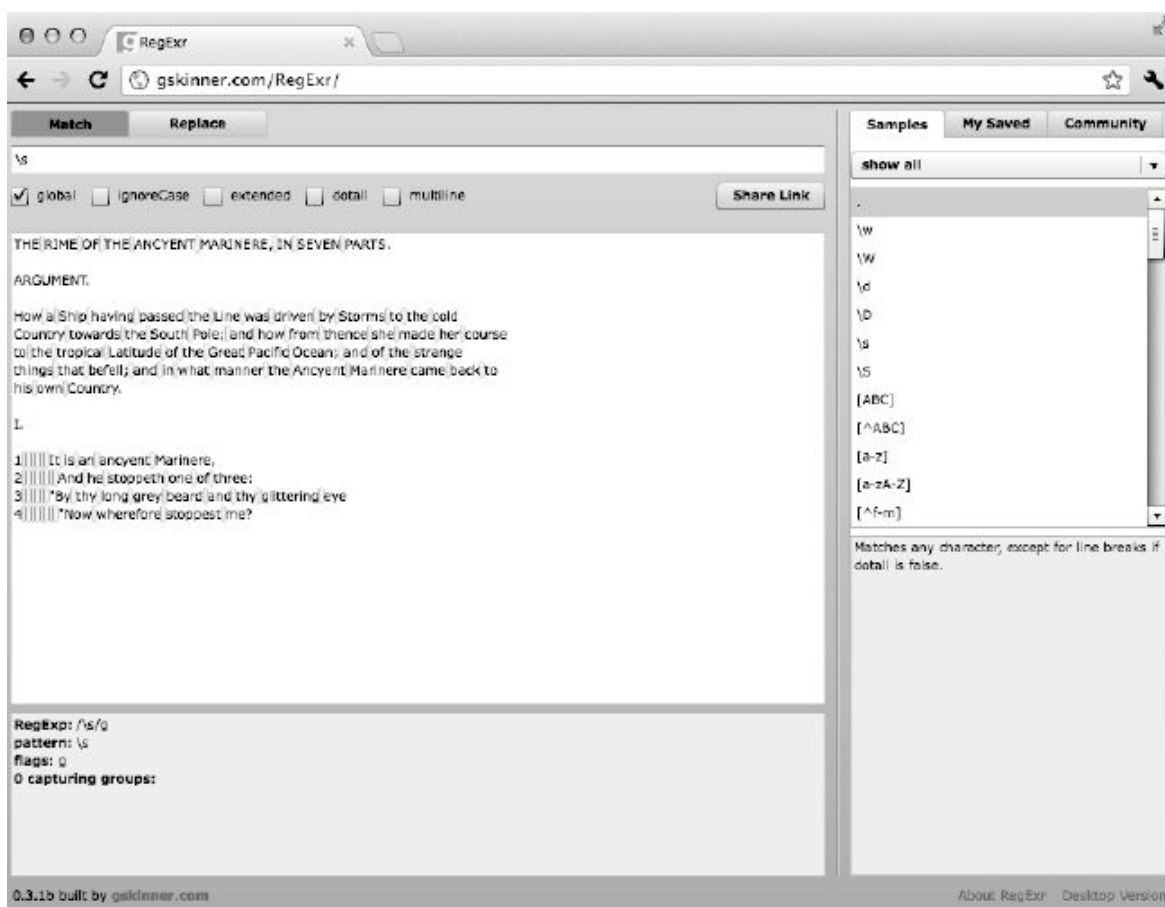 RegExr
gskinner.com/RegExr/
Match Replace
\s
global ignoreCase extended dotall multiline Share Link
THE RIME OF THE ANCYENT MARINERE, IN SEVEN PARTS.
ARGUMENT.
How a Ship having passed the Line was driven by Storms to the cold
Country towards the South Pole; and how from thence she made her course
to the tropical Latitude of the Great Pacific Ocean; and of the strange
things that befell; and in what manner the Ancyent Marinere came back to
his own Country.
I.
1 It is an ancyent Marinere,
2 And he stoppeth one of three:
3 "By thy long grey beard and thy glittering eye
4 "Now wherefore stoppest me?
RegExp: /\s/g
pattern: \s
flags: g
0 capturing groups:
0.3.1b built by gskinner.com
Samples My Saved Community
show all
.
\w
\W
\d
\D
\s
\S
[ABC]
[^ABC]
[a-z]
[a-zA-Z]
[^f-m]
Matches any character, except for line breaks if
dotall is false.
About RegExr Desktop Version